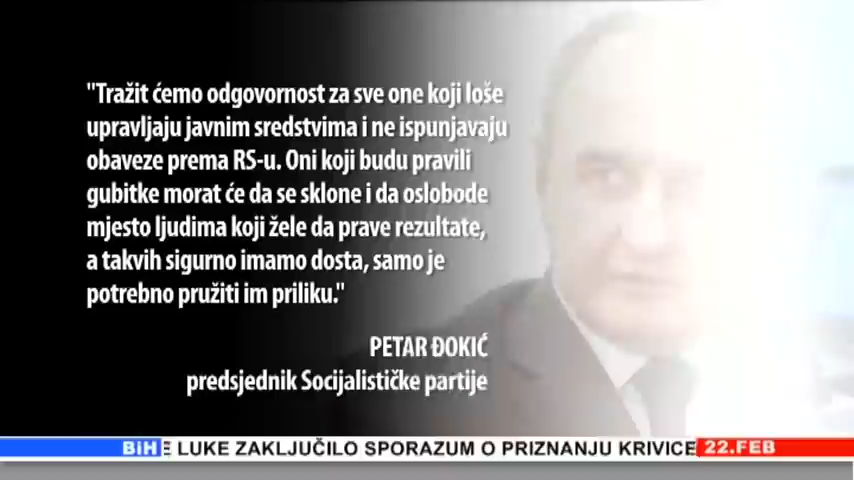 "Tražit ćemo odgovornost za sve one koji loše
upravljaju javnim sredstvima i ne ispunjavaju
obaveze prema RS-u. Oni koji budu pravili
gubitke morat će da se sklone i da oslobode
mjesto ljudima koji žele da prave rezultate,
a takvih sigurno imamo dosta, samo je
potrebno pružiti im priliku."
PETAR ĐOKIĆ
predsjednik Socijalističke partije
BiH E LUKE ZAKLJUČILO SPORAZUM O PRIZNANJU KRIVICE 22.FEB